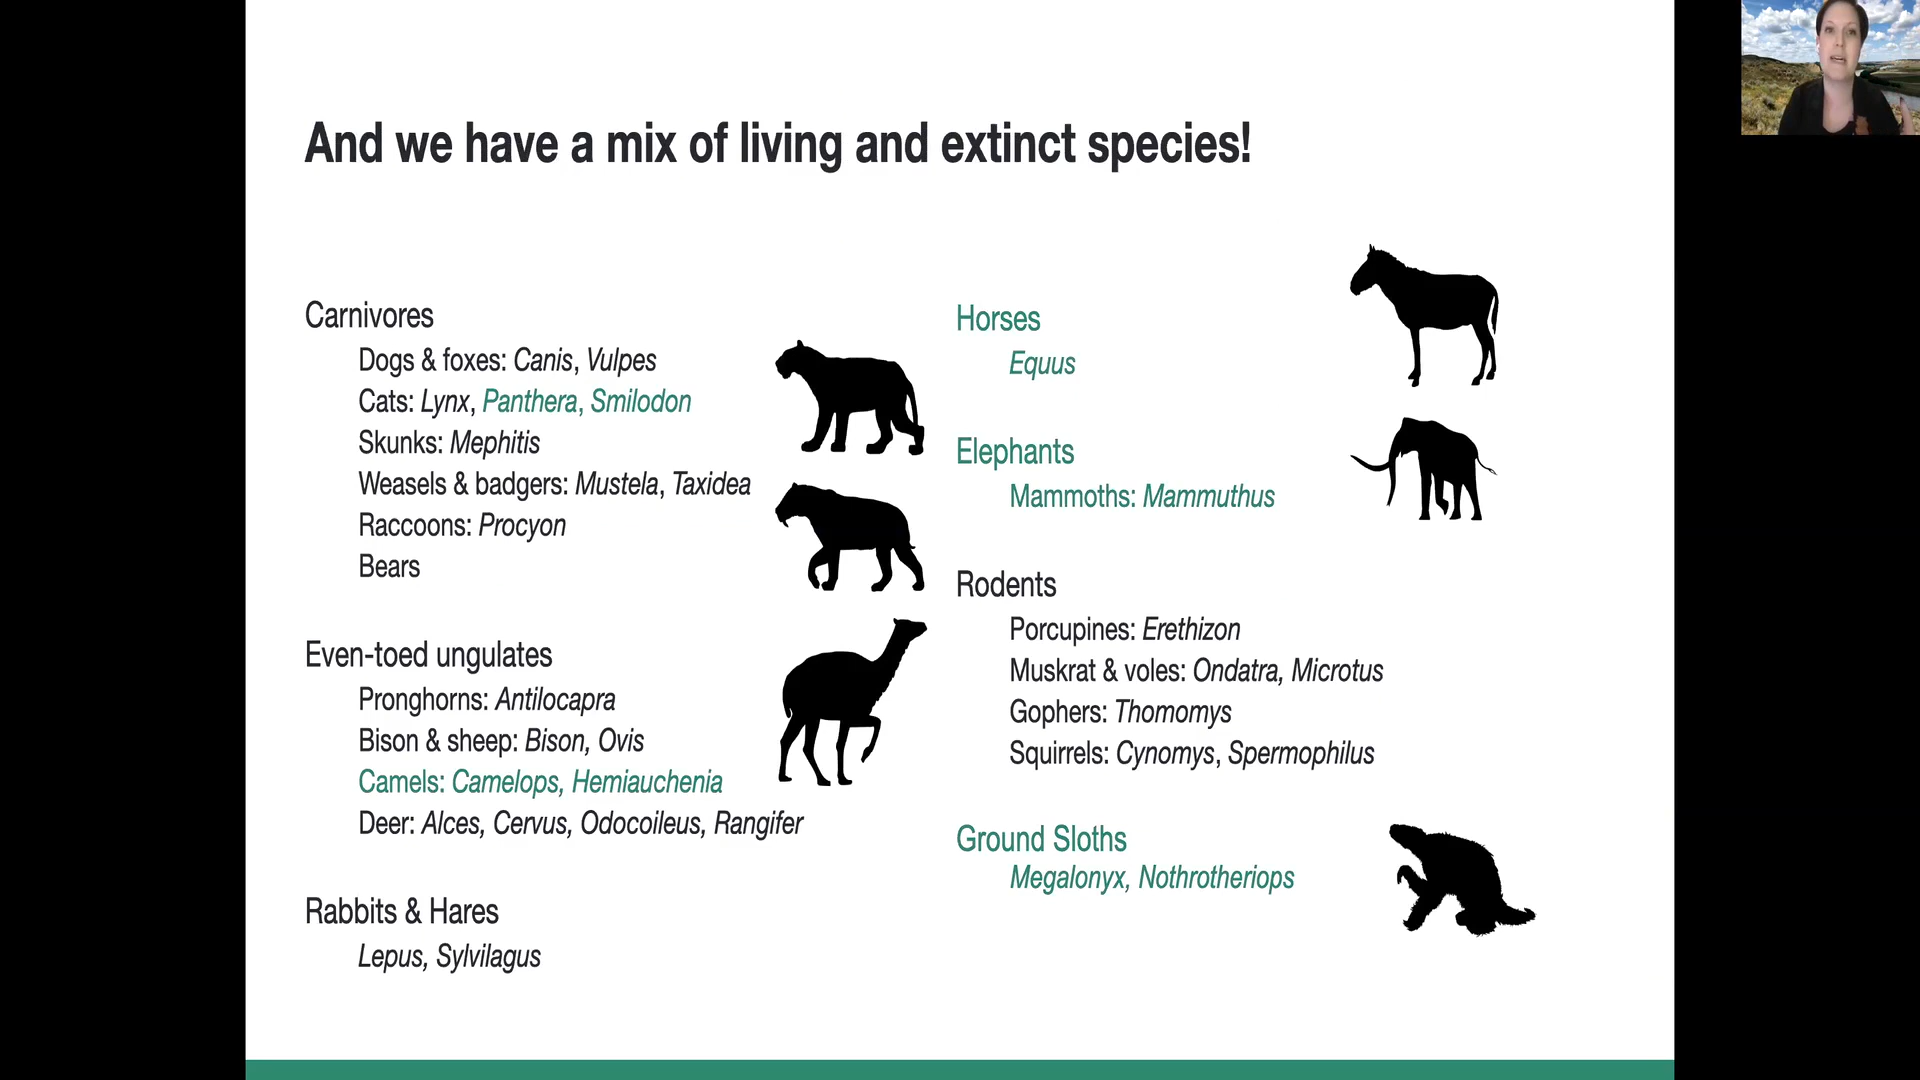 And we have a mix of living and extinct species!
Carnivores
Dogs & foxes: Canis, Vulpes
Cats: Lynx, Panthera, Smilodon
Skunks: Mephitis
Weasels & badgers: Mustela, Taxidea
Raccoons: Procyon
Bears
Even-toed ungulates
Pronghorns: Antilocapra
Bison & sheep: Bison, Ovis
Camels: Camelops, Hemiauchenia
Deer: Alces, Cervus, Odocoileus, Rangifer
Rabbits & Hares
Lepus, Sylvilagus
Horses
Equus
Elephants
Mammoths: Mammuthus
Rodents
Porcupines: Erethizon
Muskrat & voles: Ondatra, Microtus
Gophers: Thomomys
Squirrels: Cynomys, Spermophilus
Ground Sloths
Megalonyx, Nothrotheriops